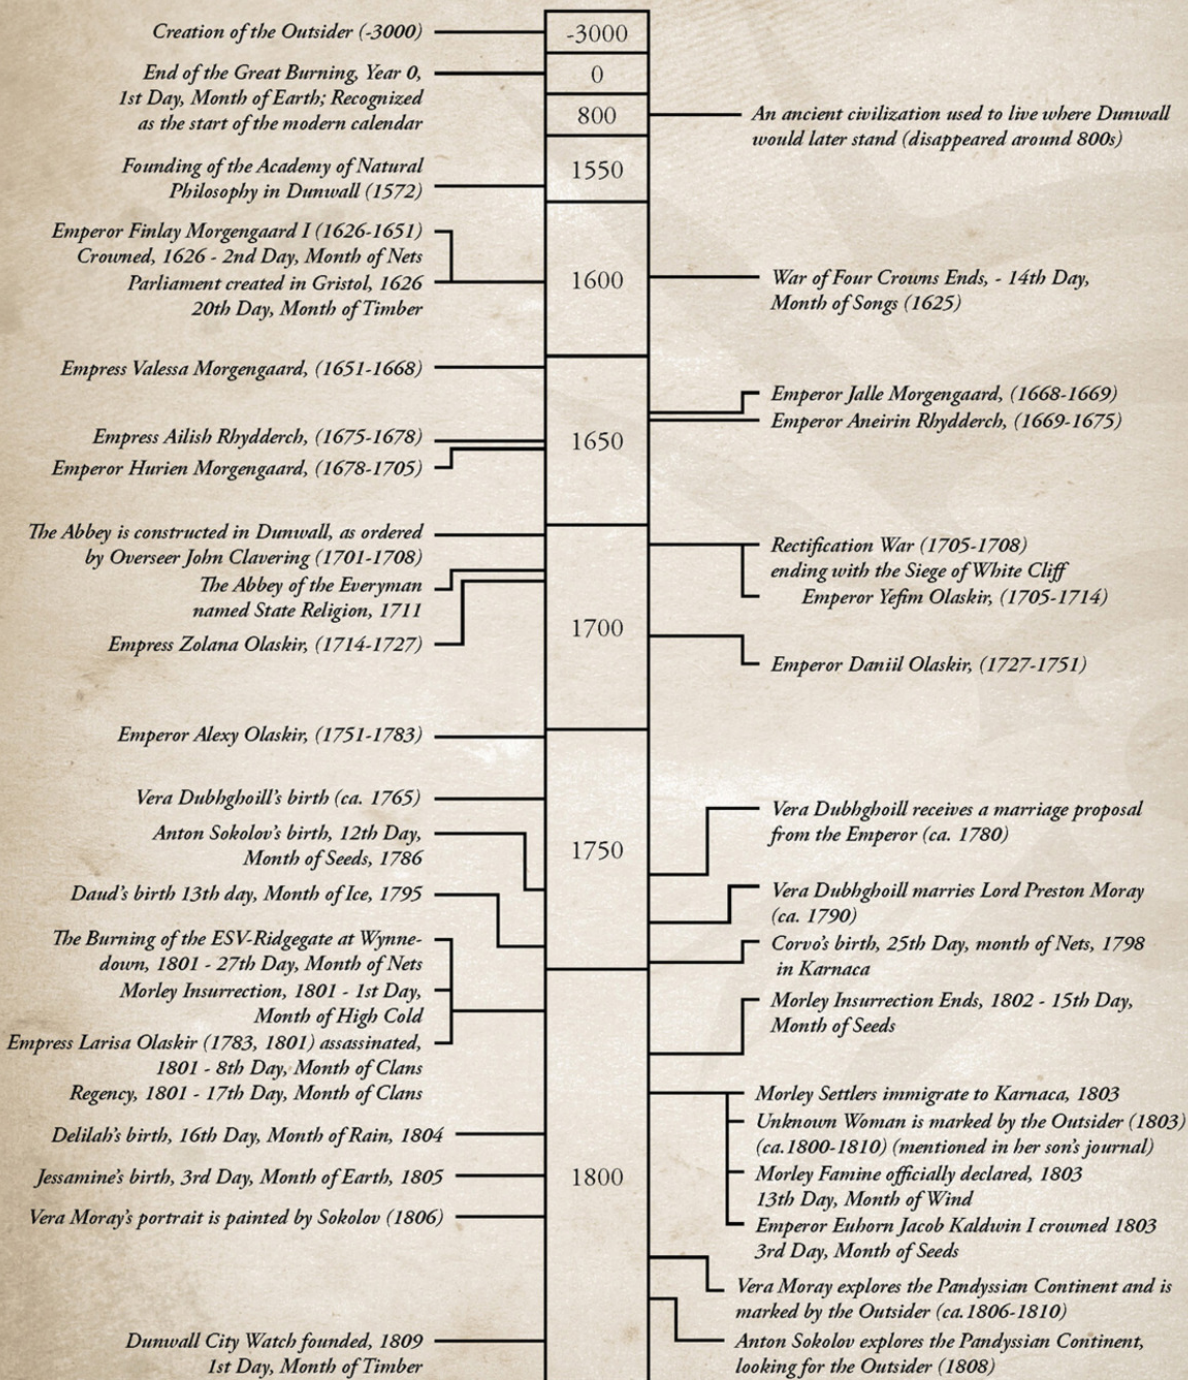 Creation of the Outsider (-3000)
-3000
End of the Great Burning, Year 0,
1st Day, Month of Earth; Recognized
as the start of the modern calendar
0
800
An ancient civilization used to live where Dunwall
would later stand (disappeared around 800s)
Founding of the Academy of Natural
Philosophy in Dunwall (1572)
1550
Emperor Finlay Morgengaard I (1626-1651)
Crowned, 1626 - 2nd Day, Month of Nets
Parliament created in Gristol, 1626
20th Day, Month of Timber
1600
War of Four Crowns Ends, - 14th Day,
Month of Songs (1625)
Empress Valessa Morgengaard, (1651-1668)
Emperor Jalle Morgengaard, (1668-1669)
Emperor Aneirin Rhydderch, (1669-1675)
Empress Ailish Rhydderch, (1675-1678)
Emperor Hurien Morgengaard, (1678-1705)
1650
The Abbey is constructed in Dunwall, as ordered
by Overseer John Clavering (1701-1708)
The Abbey of the Everyman
named State Religion, 1711
Empress Zolana Olaskir, (1714-1727)
1700
Rectification War (1705-1708)
ending with the Siege of White Cliff
Emperor Yefim Olaskir, (1705-1714)
Emperor Daniil Olaskir, (1727-1751)
Emperor Alexy Olaskir, (1751-1783)
Vera Dubhghoill's birth (ca. 1765)
Anton Sokolov's birth, 12th Day,
Month of Seeds, 1786
Daud's birth 13th day, Month of Ice, 1795
1750
Vera Dubhghoill receives a marriage proposal
from the Emperor (ca. 1780)
Vera Dubhghoill marries Lord Preston Moray
(ca. 1790)
Corvo's birth, 25th Day, month of Nets, 1798
in Karnaca
The Burning of the ESV-Ridgegate at Wynne-
down, 1801 - 27th Day, Month of Nets
Morley Insurrection, 1801 - 1st Day,
Month of High Cold
Empress Larisa Olaskir (1783, 1801) assassinated,
1801 - 8th Day, Month of Clans
Regency, 1801 - 17th Day, Month of Clans
Delilah's birth, 16th Day, Month of Rain, 1804
Jessamine's birth, 3rd Day, Month of Earth, 1805
Vera Moray's portrait is painted by Sokolov (1806)
Dunwall City Watch founded, 1809
1st Day, Month of Timber
1800
Morley Insurrection Ends, 1802 - 15th Day,
Month of Seeds
Morley Settlers immigrate to Karnaca, 1803
Unknown Woman is marked by the Outsider (1803)
(ca.1800-1810) (mentioned in her son's journal)
Morley Famine officially declared, 1803
13th Day, Month of Wind
Emperor Euhorn Jacob Kaldwin I crowned 1803
3rd Day, Month of Seeds
Vera Moray explores the Pandyssian Continent and is
marked by the Outsider (ca.1806-1810)
Anton Sokolov explores the Pandyssian Continent,
looking for the Outsider (1808)